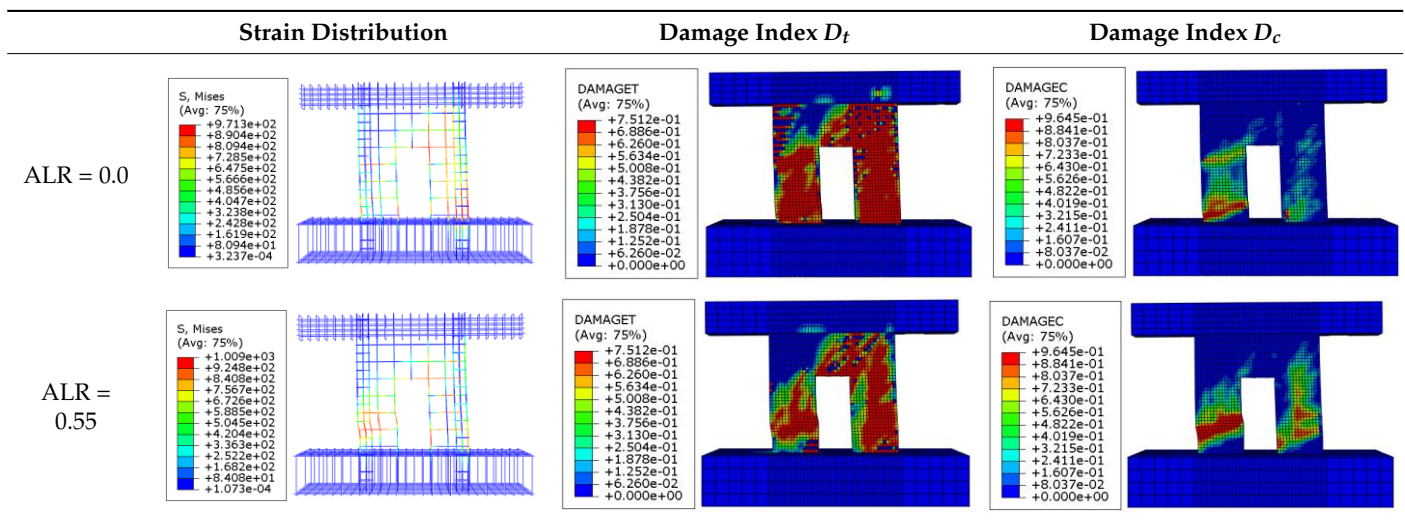 Strain Distribution
Damage Index Dt
Damage Index Dc
ALR = 0.0
S, Mises
(Avg: 75%)
+9.713e+02
+8.904e+02
+8.094e+02
+7.285e+02
+6.475e+02
+5.666e+02
+4.856e+02
+4.047e+02
+3.238e+02
+2.428e+02
+1.619e+02
+8.094e+01
+3.237e-04
DAMAGET
(Avg: 75%)
+7.512e-01
+6.886e-01
+6.260e-01
+5.634e-01
+5.008e-01
+4.382e-01
+3.756e-01
+3.130e-01
+2.504e-01
+1.878e-01
+1.252e-01
+6.260e-02
+0.000e+00
DAMAGEC
(Avg: 75%)
+9.645e-01
+8.841e-01
+8.037e-01
+7.233e-01
+6.430e-01
+5.626e-01
+4.822e-01
+4.019e-01
+3.215e-01
+2.411e-01
+1.607e-01
+8.037e-02
+0.000e+00
ALR =
0.55
S, Mises
(Avg: 75%)
+1.009e+03
+9.248e+02
+8.408e+02
+7.567e+02
+6.726e+02
+5.885e+02
+5.045e+02
+4.204e+02
+3.363e+02
+2.522e+02
+1.682e+02
+8.408e+01
+1.073e-04
DAMAGET
(Avg: 75%)
+7.512e-01
+6.886e-01
+6.260e-01
+5.634e-01
+5.008e-01
+4.382e-01
+3.756e-01
+3.130e-01
+2.504e-01
+1.878e-01
+1.252e-01
+6.260e-02
+0.000e+00
DAMAGEC
(Avg: 75%)
+9.645e-01
+8.841e-01
+8.037e-01
+7.233e-01
+6.430e-01
+5.626e-01
+4.822e-01
+4.019e-01
+3.215e-01
+2.411e-01
+1.607e-01
+8.037e-02
+0.000e+00